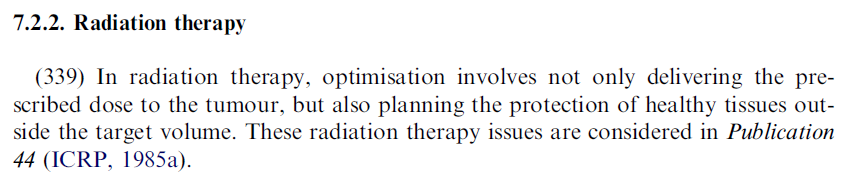 7.2.2. Radiation therapy
(339) In radiation therapy, optimisation involves not only delivering the pre-
scribed dose to the tumour, but also planning the protection of healthy tissues out-
side the target volume. These radiation therapy issues are considered in Publication
44 (ICRP, 1985a).